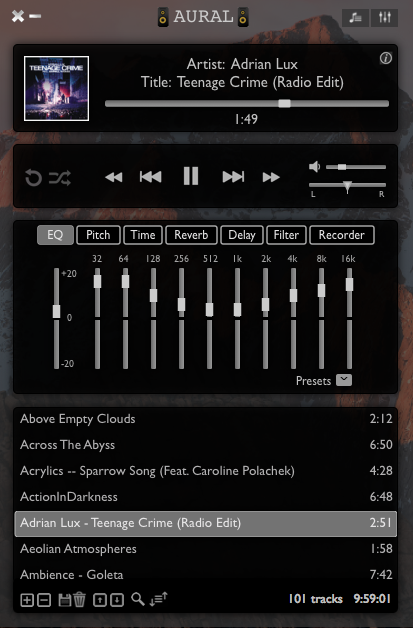 AURAL
TEENAGE CRIME
Artist: Adrian Lux
Title: Teenage Crime (Radio Edit)
1:49
L R
EQ Pitch Time Reverb Delay Filter Recorder
32 64 128 256 512 1k 2k 4k 8k 16k
+20
0
-20
Presets
Above Empty Clouds 2:12
Across The Abyss 6:50
Acrylics -- Sparrow Song (Feat. Caroline Polachek) 4:28
ActionInDarkness 6:48
Adrian Lux - Teenage Crime (Radio Edit) 2:51
Aeolian Atmospheres 1:58
Ambience - Goleta 7:42
101 tracks 9:59:01